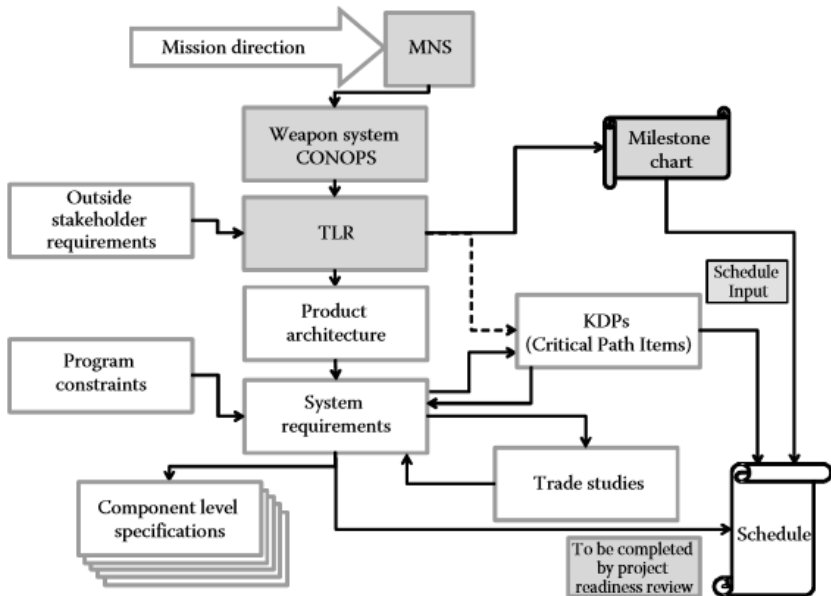 Mission direction
MNS
Weapon system
CONOPS
Milestone
chart
Outside
stakeholder
requirements
TLR
Schedule
Input
Product
architecture
KDPs
(Critical Path Items)
Program
constraints
System
requirements
Component level
specifications
Trade studies
Schedule
To be completed
by project
readiness review